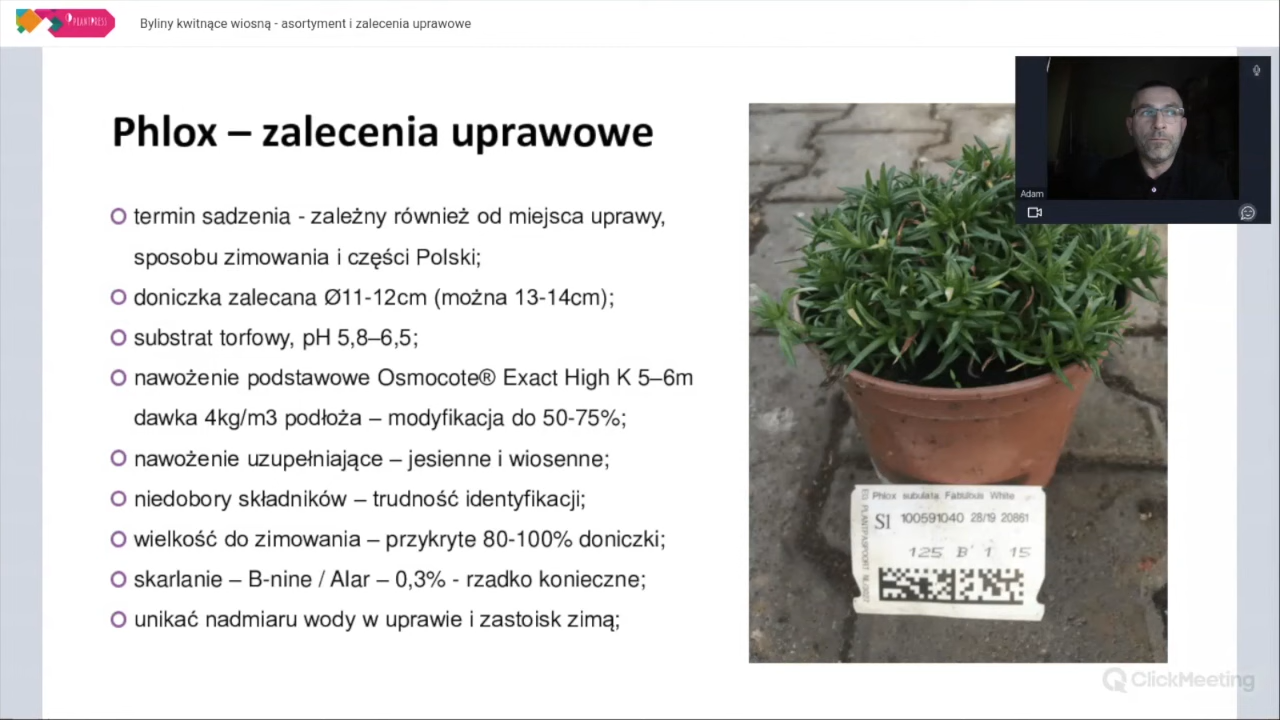 PLANTPRESS
Byliny kwitnące wiosną - asortyment i zalecenia uprawowe
Adam
Phlox – zalecenia uprawowe
termin sadzenia - zależny również od miejsca uprawy,
sposobu zimowania i części Polski;
doniczka zalecana Ø11-12cm (można 13-14cm);
substrat torfowy, pH 5,8–6,5;
nawożenie podstawowe Osmocote® Exact High K 5–6m
dawka 4kg/m3 podłoża – modyfikacja do 50-75%;
nawożenie uzupełniające – jesienne i wiosenne;
niedobory składników – trudność identyfikacji;
wielkość do zimowania – przykryte 80-100% doniczki;
skarlanie – B-nine / Alar – 0,3% - rzadko konieczne;
unikać nadmiaru wody w uprawie i zastoisk zimą;
Phlox subulata Fabulous White
SI 100591040 28/19 20861
125 B 1 15
ClickMeeting